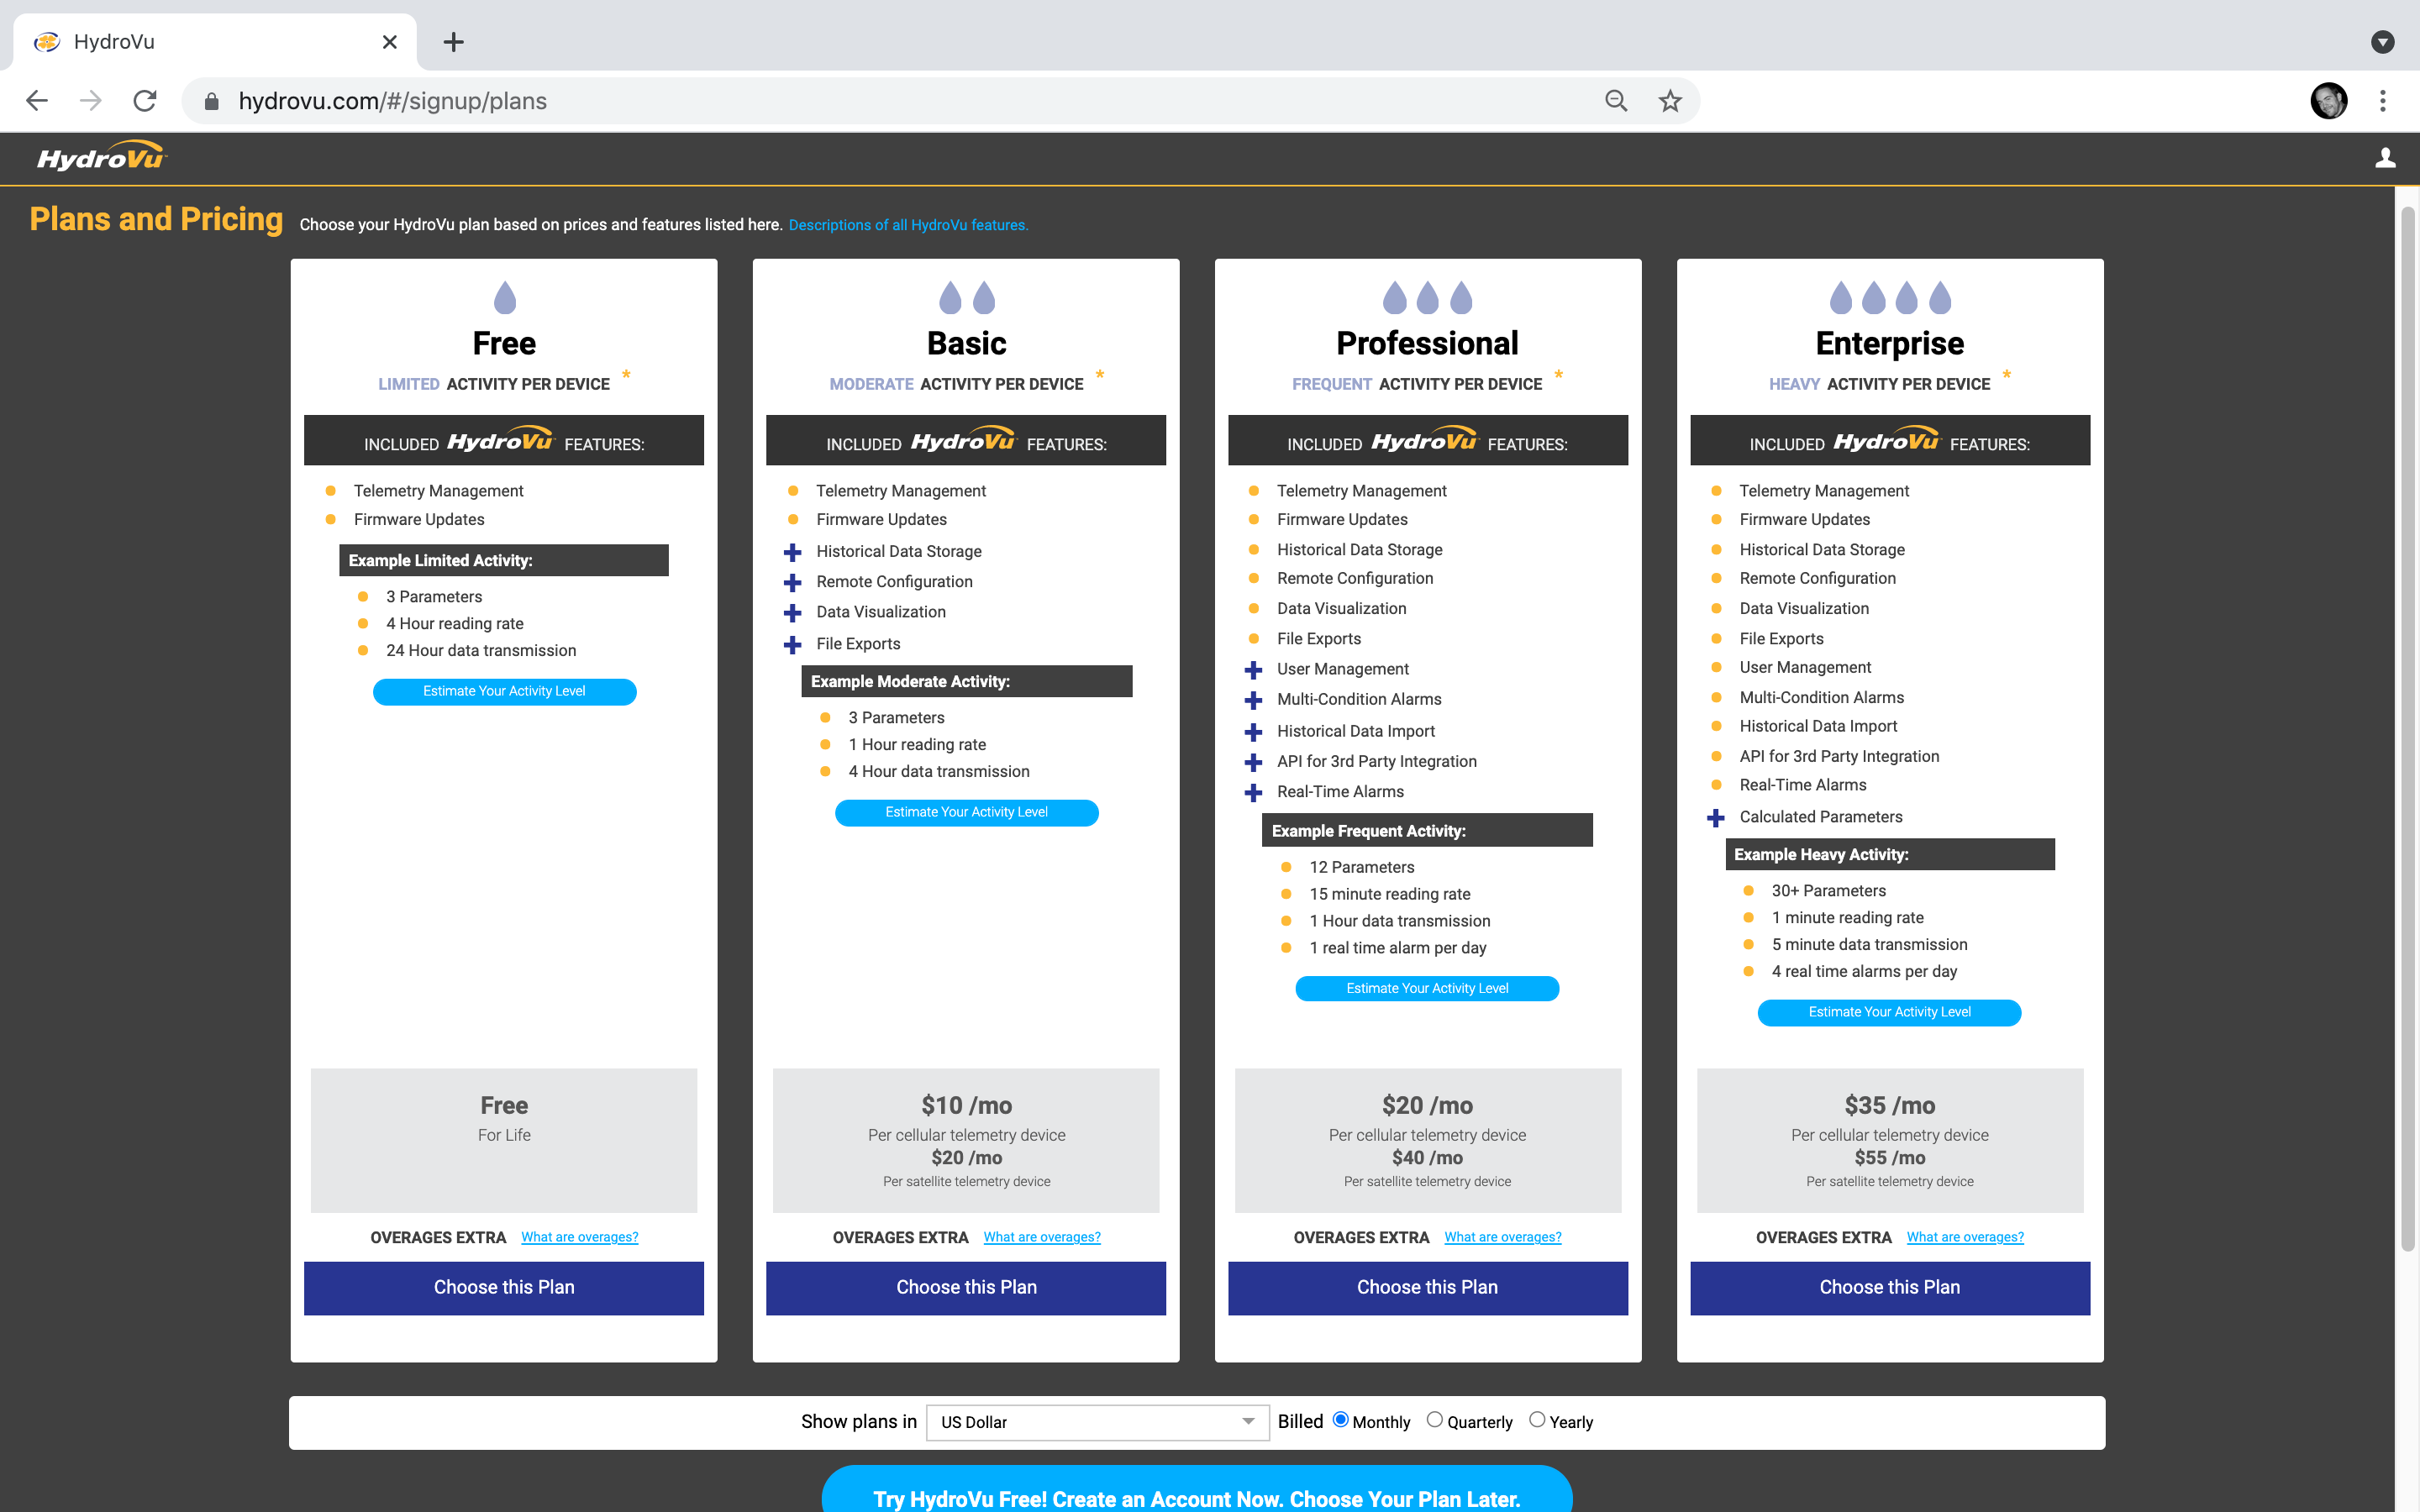 HydroVu
hydrovu.com/#/signup/plans
HydroVu
Plans and Pricing Choose your HydroVu plan based on prices and features listed here. Descriptions of all HydroVu features.
Free
LIMITED ACTIVITY PER DEVICE *
INCLUDED HydroVu FEATURES:
Telemetry Management
Firmware Updates
Example Limited Activity:
3 Parameters
4 Hour reading rate
24 Hour data transmission
Estimate Your Activity Level
Free
For Life
OVERAGES EXTRA What are overages?
Choose this Plan
Basic
MODERATE ACTIVITY PER DEVICE *
INCLUDED HydroVu FEATURES:
Telemetry Management
Firmware Updates
Historical Data Storage
Remote Configuration
Data Visualization
File Exports
Example Moderate Activity:
3 Parameters
1 Hour reading rate
4 Hour data transmission
Estimate Your Activity Level
$10 /mo
Per cellular telemetry device
$20 /mo
Per satellite telemetry device
OVERAGES EXTRA What are overages?
Choose this Plan
Professional
FREQUENT ACTIVITY PER DEVICE *
INCLUDED HydroVu FEATURES:
Telemetry Management
Firmware Updates
Historical Data Storage
Remote Configuration
Data Visualization
File Exports
User Management
Multi-Condition Alarms
Historical Data Import
API for 3rd Party Integration
Real-Time Alarms
Example Frequent Activity:
12 Parameters
15 minute reading rate
1 Hour data transmission
1 real time alarm per day
Estimate Your Activity Level
$20 /mo
Per cellular telemetry device
$40 /mo
Per satellite telemetry device
OVERAGES EXTRA What are overages?
Choose this Plan
Enterprise
HEAVY ACTIVITY PER DEVICE *
INCLUDED HydroVu FEATURES:
Telemetry Management
Firmware Updates
Historical Data Storage
Remote Configuration
Data Visualization
File Exports
User Management
Multi-Condition Alarms
Historical Data Import
API for 3rd Party Integration
Real-Time Alarms
Calculated Parameters
Example Heavy Activity:
30+ Parameters
1 minute reading rate
5 minute data transmission
4 real time alarms per day
Estimate Your Activity Level
$35 /mo
Per cellular telemetry device
$55 /mo
Per satellite telemetry device
OVERAGES EXTRA What are overages?
Choose this Plan
Show plans in US Dollar Billed Monthly Quarterly Yearly
Try HydroVu Free! Create an Account Now. Choose Your Plan Later.